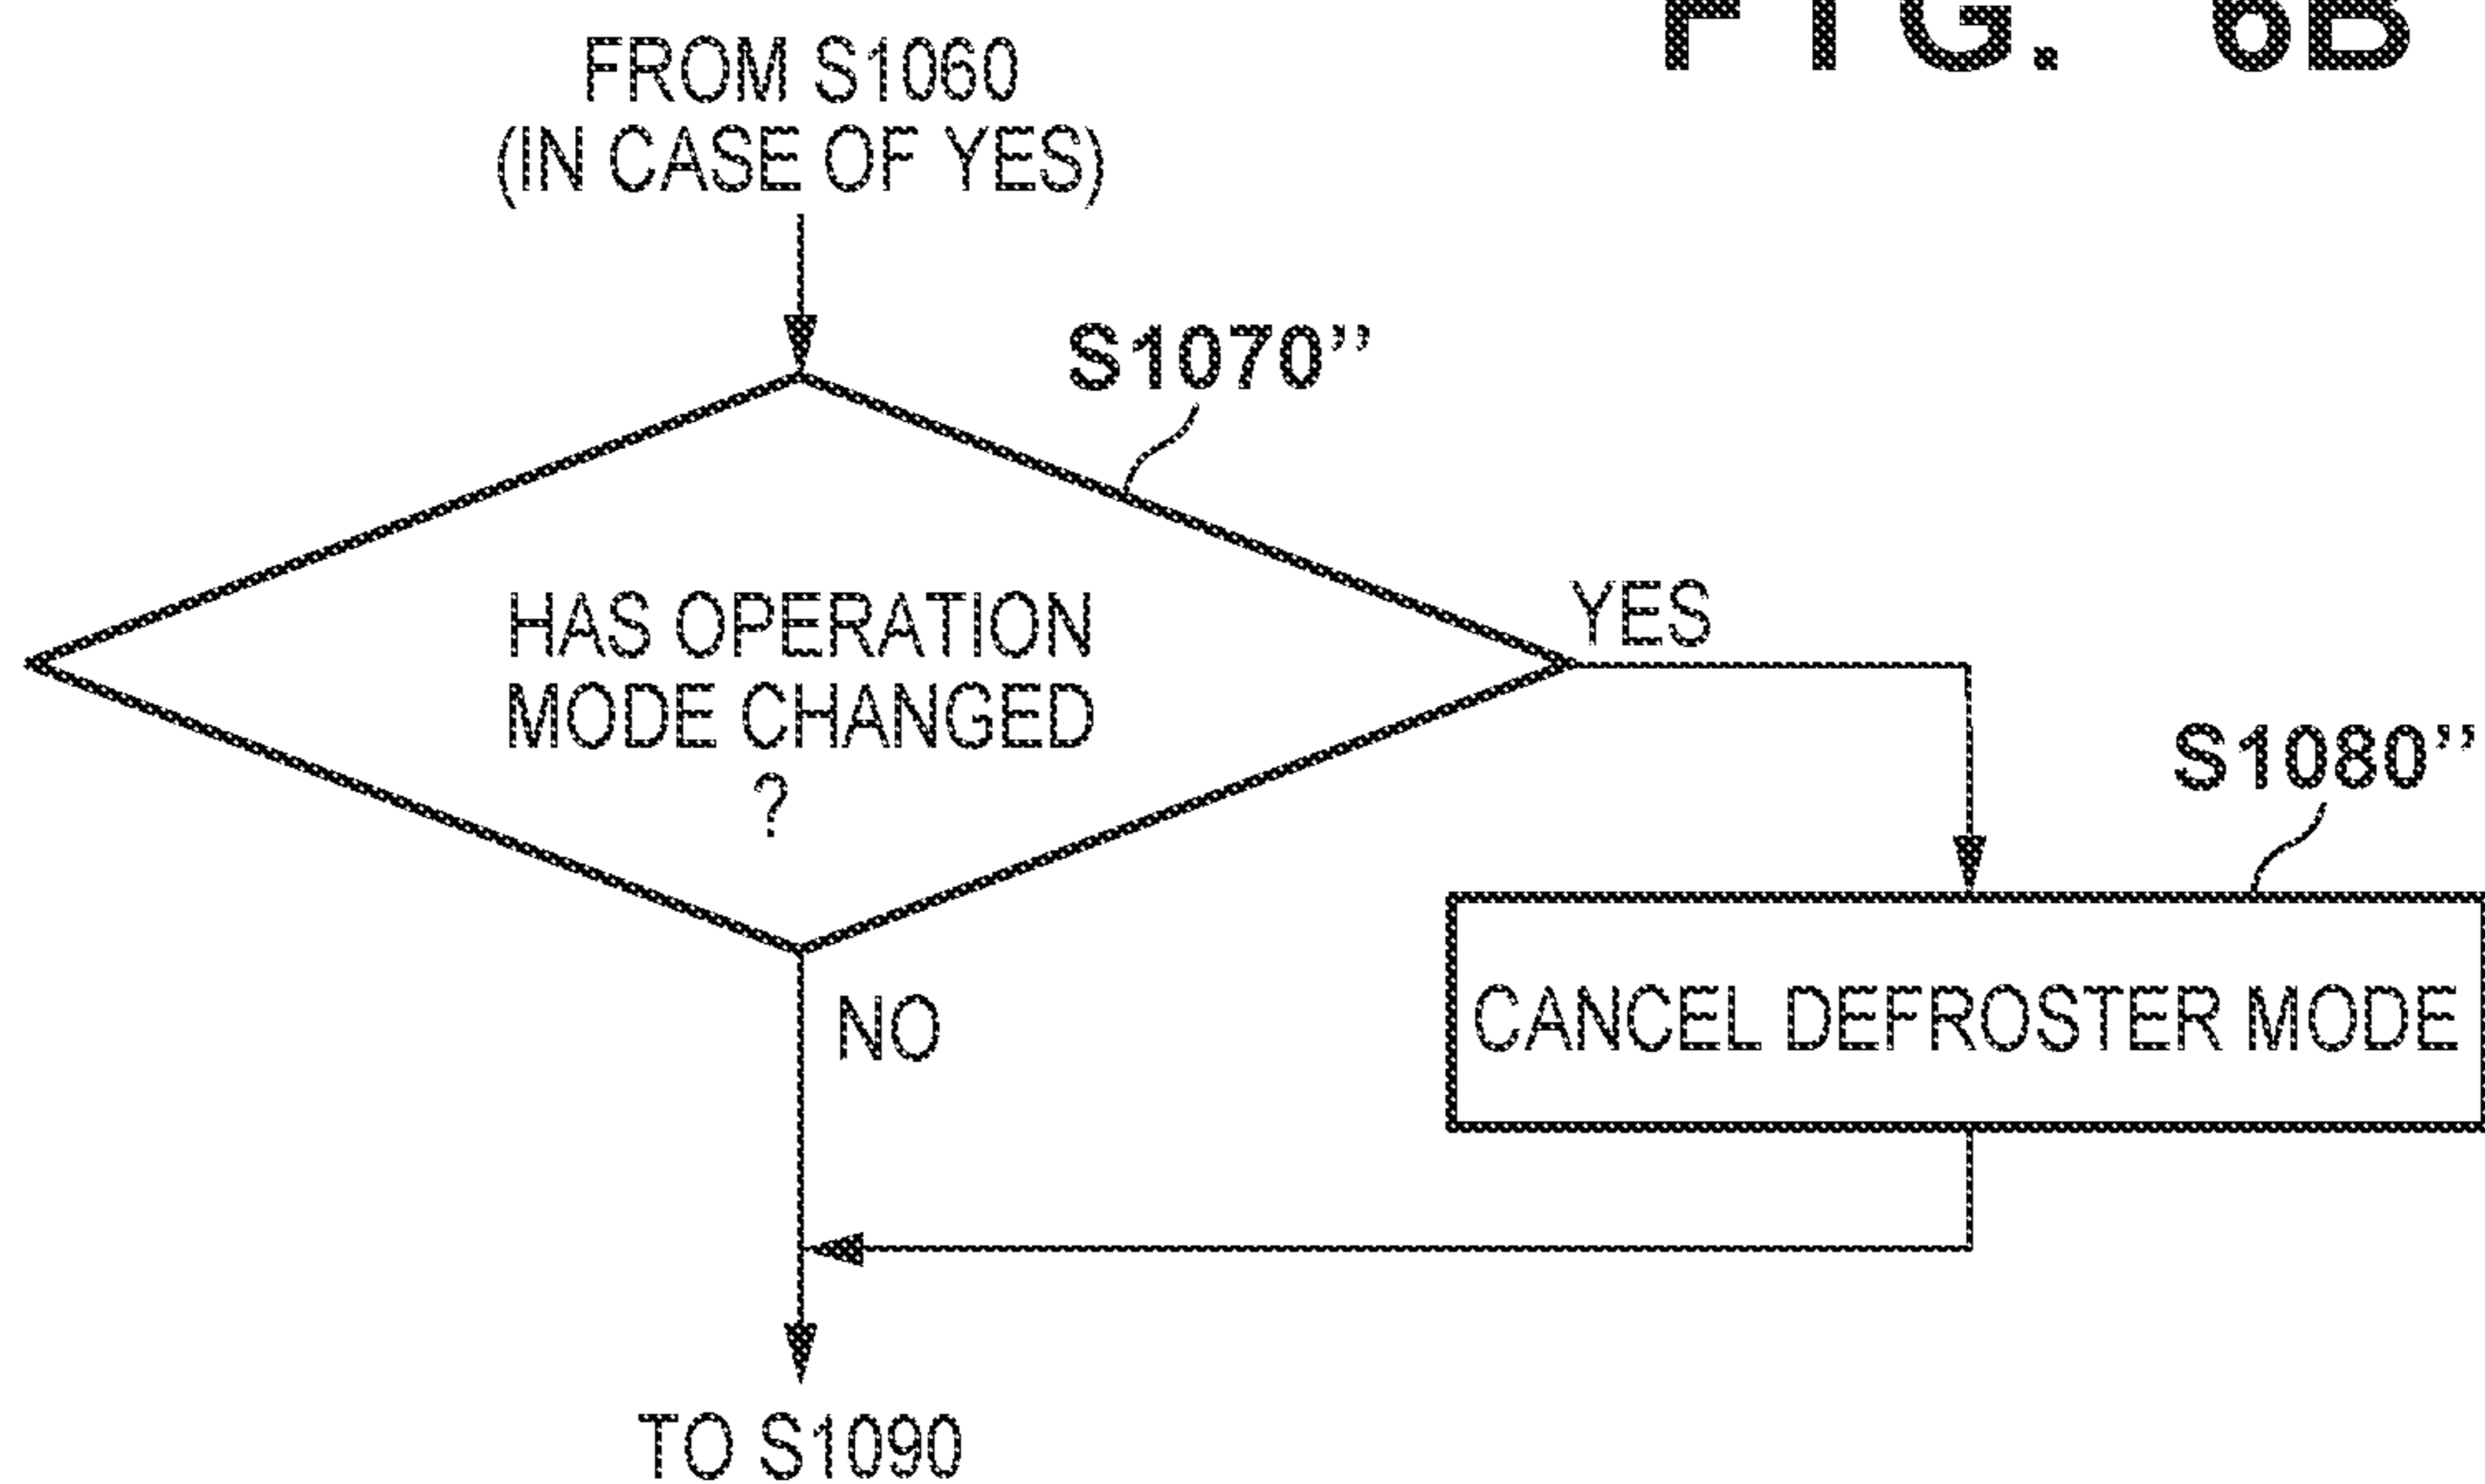 FIG. 6B
FROM S1060
(IN CASE OF YES)
S1070”
HAS OPERATION
MODE CHANGED
?
YES
S1080”
CANCEL DEFROSTER MODE
NO
TO S1090